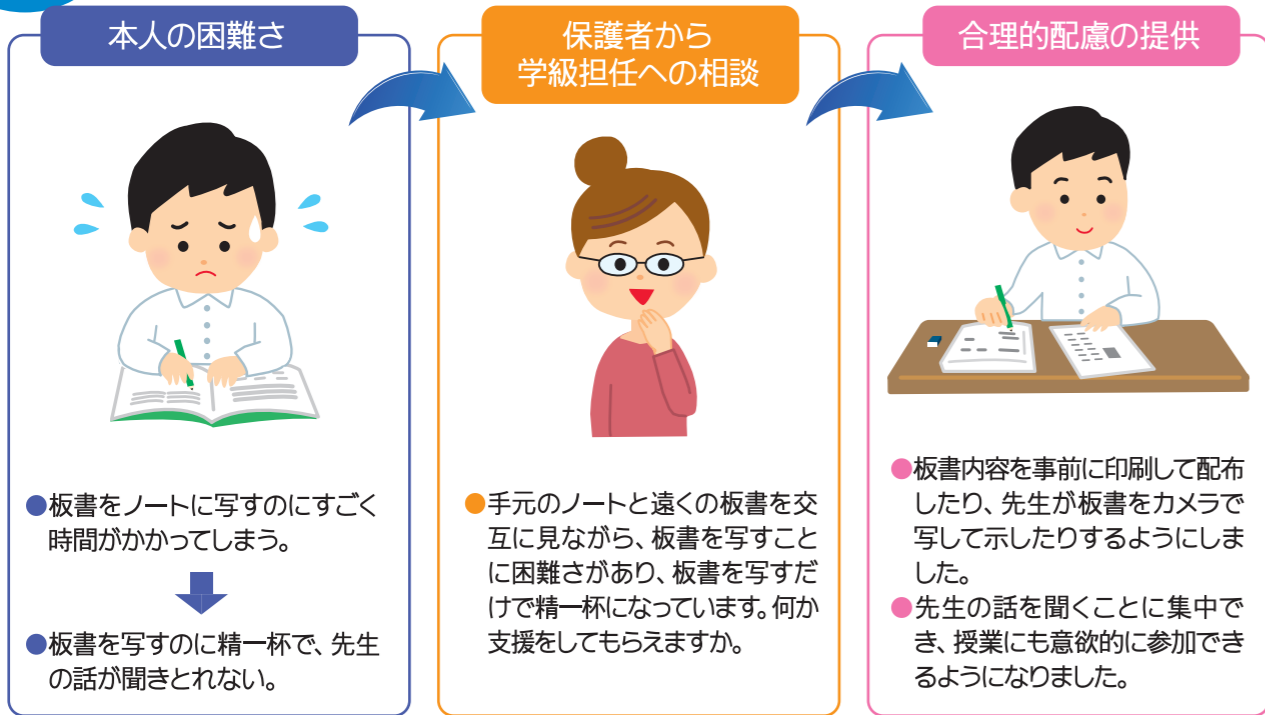 本人の困難さ
●板書をノートに写すのにすごく
時間がかかってしまう。
●板書を写すのに精一杯で、先生
の話が聞きとれない。
保護者から
学級担任への相談
●手元のノートと遠くの板書を交
互に見ながら、板書を写すこと
に困難さがあり、板書を写すだ
けで精一杯になっています。何か
支援をしてもらえますか。
合理的配慮の提供
●板書内容を事前に印刷して配布
したり、先生が板書をカメラで
写して示したりするようにしま
した。
●先生の話を聞くことに集中で
き、授業にも意欲的に参加でき
るようになりました。